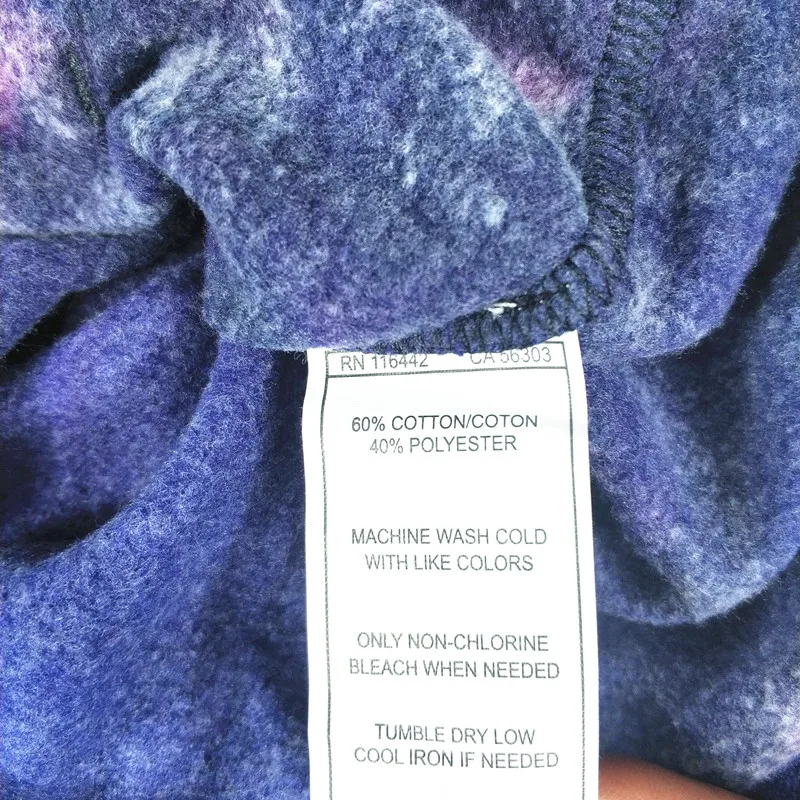 RN 116442 CA 56303
60% COTTON/COTON
40% POLYESTER
MACHINE WASH COLD
WITH LIKE COLORS
ONLY NON-CHLORINE
BLEACH WHEN NEEDED
TUMBLE DRY LOW
COOL IRON IF NEEDED